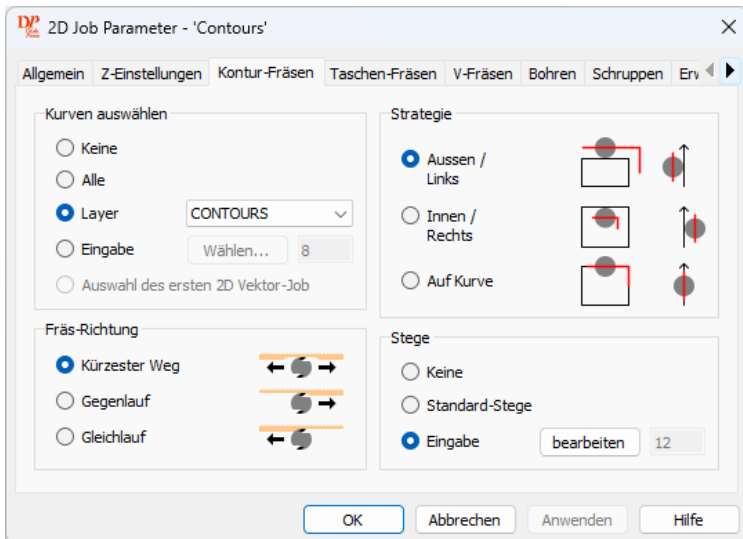 2D Job Parameter - 'Contours'
Allgemein Z-Einstellungen Kontur-Fräsen Taschen-Fräsen V-Fräsen Bohren Schruppen
Kurven auswählen
Keine
Alle
Layer CONTOURS
Eingabe Wählen... 8
Auswahl des ersten 2D Vektor-Job
Fräs-Richtung
Kürzester Weg
Gegenlauf
Gleichlauf
Strategie
Aussen /
Links
Innen /
Rechts
Auf Kurve
Stege
Keine
Standard-Stege
Eingabe bearbeiten 12
OK Abbrechen Anwenden Hilfe